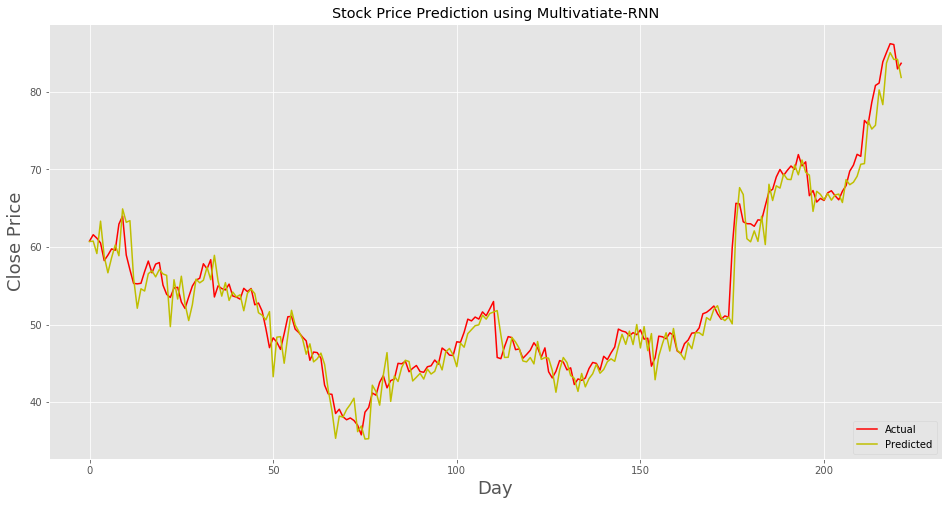 Stock Price Prediction using Multivatiate-RNN
Close Price
80
70
60
50
40
0 50 100 150 200
Day
Actual
Predicted